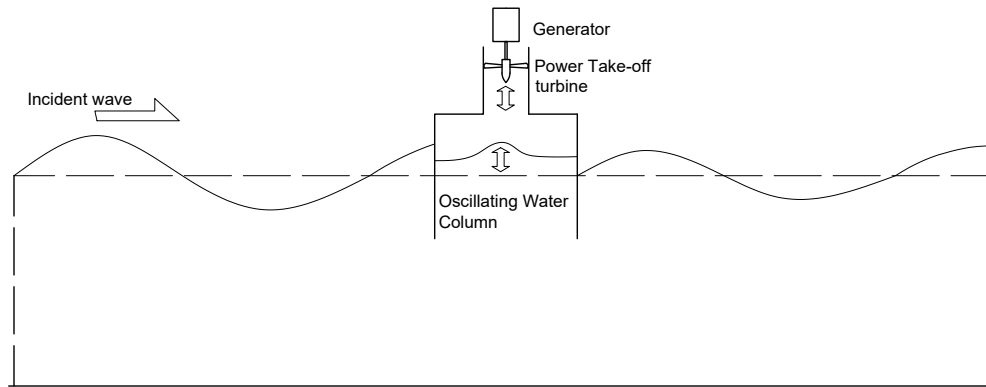 Generator
Power Take-off
turbine
Incident wave
Oscillating Water
Column